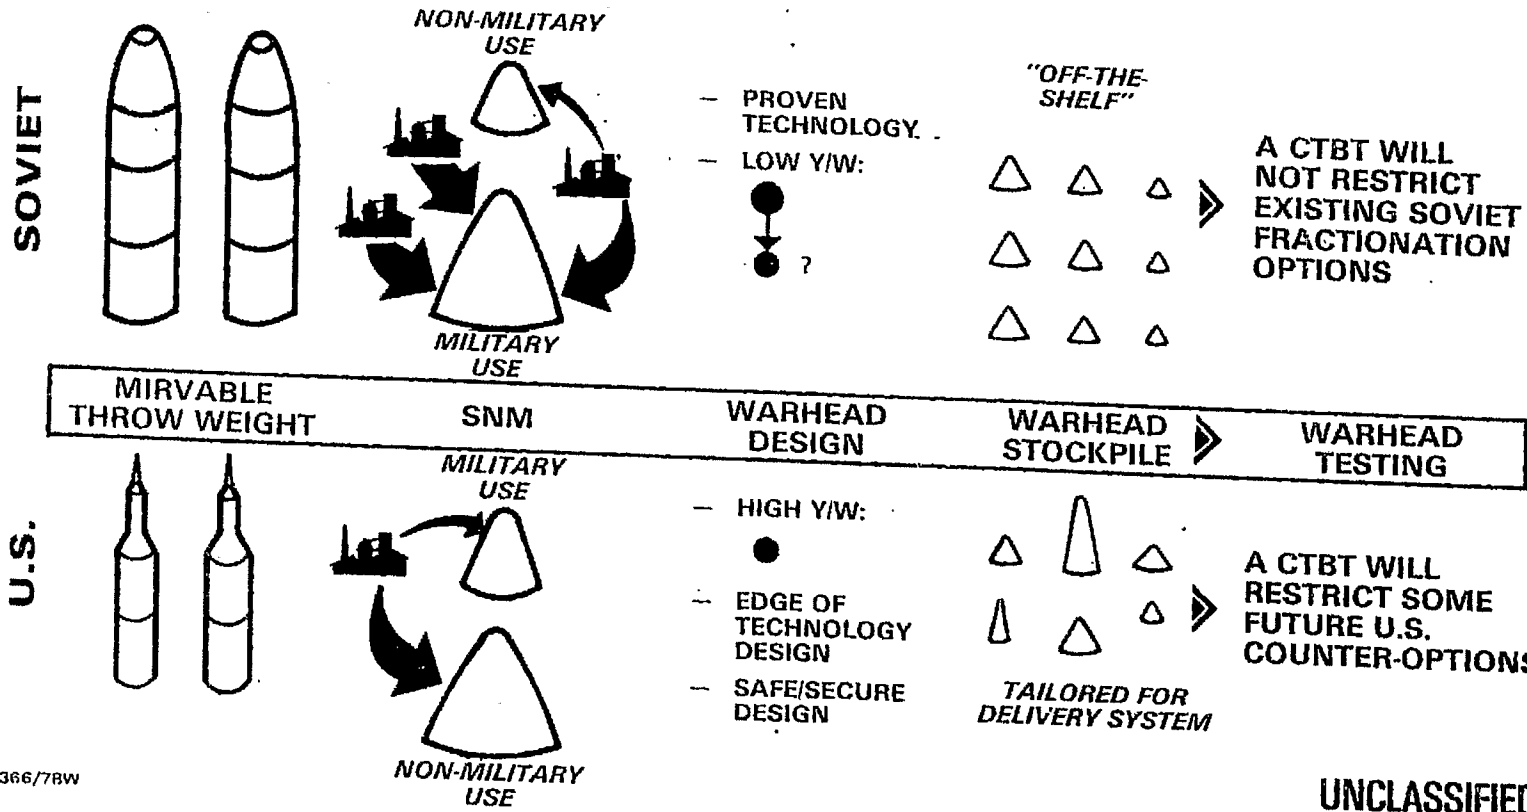 SOVIET
NON-MILITARY
USE
MILITARY
USE
— PROVEN
TECHNOLOGY.
— LOW Y/W:
?
"OFF-THE-
SHELF"
A CTBT WILL
NOT RESTRICT
EXISTING SOVIET
FRACTIONATION
OPTIONS
MIRVABLE
THROW WEIGHT
SNM
WARHEAD
DESIGN
WARHEAD
STOCKPILE
WARHEAD
TESTING
U.S.
MILITARY
USE
NON-MILITARY
USE
— HIGH Y/W:
— EDGE OF
TECHNOLOGY
DESIGN
— SAFE/SECURE
DESIGN
TAILORED FOR
DELIVERY SYSTEM
A CTBT WILL
RESTRICT SOME
FUTURE U.S.
COUNTER-OPTIONS
366/78W
UNCLASSIFIED